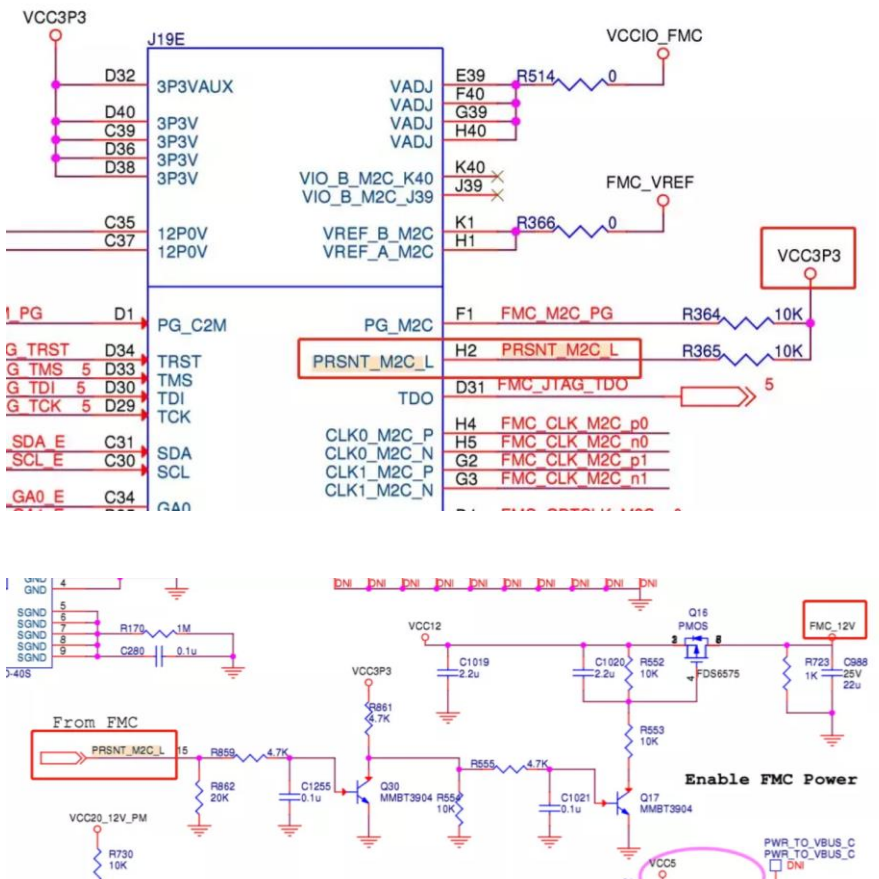 VCC3P3
J19E
VCCIO_FMC
D32 3P3VAUX VADJ E39 R514 0
VADJ F40
D40 3P3V VADJ G39
C39 3P3V VADJ H40
D36 3P3V
D38 3P3V VIO_B_M2C_K40 K40
VIO_B_M2C_J39 J39
FMC_VREF
C35 12P0V VREF_B_M2C K1 R366 0
C37 12P0V VREF_A_M2C H1
VCC3P3
_PG D1 PG_C2M PG_M2C F1 FMC_M2C_PG R364 10K
G_TRST D34 TRST PRSNT_M2C_L H2 PRSNT_M2C_L R365 10K
G_TMS 5 D33 TMS
G_TDI 5 D30 TDI TDO D31 FMC_JTAG_TDO 5
G_TCK 5 D29 TCK
CLK0_M2C_P H4 FMC_CLK_M2C_p0
_SDA_E C31 SDA CLK0_M2C_N H5 FMC_CLK_M2C_n0
_SCL_E C30 SCL CLK1_M2C_P G2 FMC_CLK_M2C_p1
CLK1_M2C_N G3 FMC_CLK_M2C_n1
_GA0_E C34 GA0
GND
GND 4
DNI DNI DNI DNI DNI DNI DNI DNI DNI DNI
SGND 5
SGND 6
SGND 7
SGND 8
SGND 9
-40S
R170 1M
C280 0.1u
VCC12
Q16
PMOS
3 5
4
FDS6575
FMC_12V
C1019
2.2u
C1020
2.2u
R552
10K
R723
1K
C988
25V
22u
VCC3P3
R861
4.7K
R553
10K
From FMC
PRSNT_M2C_L 15
R859 4.7K
R555 4.7K
Enable FMC Power
R862
20K
C1255
0.1u
Q30
MMBT3904
R554
10K
C1021
0.1u
Q17
MMBT3904
VCC20_12V_PM
R730
10K
VCC5
PWR_TO_VBUS_C
PWR_TO_VBUS_C
DNI